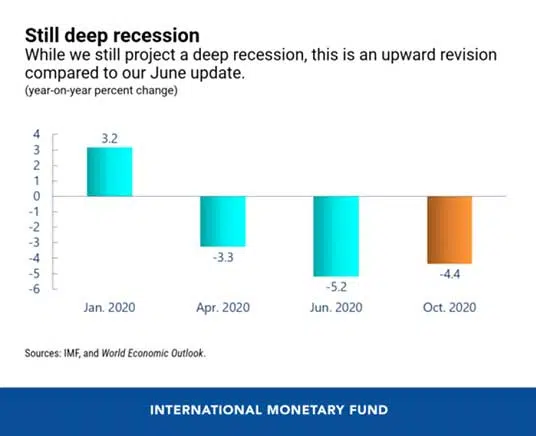 Still deep recession
While we still project a deep recession, this is an upward revision
compared to our June update.
(year-on-year percent change)
4
3
2
1
0
-1
-2
-3
-4
-5
-6
3.2
-3.3
-5.2
-4.4
Jan. 2020 Apr. 2020 Jun. 2020 Oct. 2020
Sources: IMF, and World Economic Outlook.
INTERNATIONAL MONETARY FUND